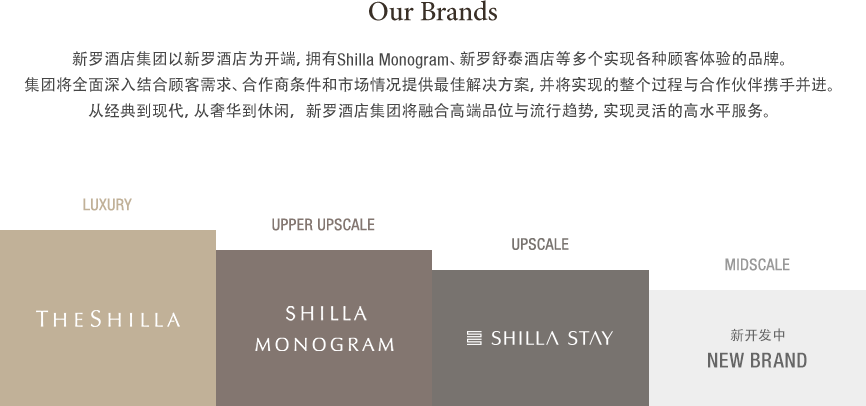 Our Brands
新罗酒店集团以新罗酒店为开端, 拥有Shilla Monogram、新罗舒泰酒店等多个实现各种顾客体验的品牌。
集团将全面深入结合顾客需求、合作商条件和市场情况提供最佳解决方案, 并将实现的整个过程与合作伙伴携手并进。
从经典到现代, 从奢华到休闲, 新罗酒店集团将融合高端品位与流行趋势, 实现灵活的高水平服务。
LUXURY
UPPER UPSCALE
UPSCALE
MIDSCALE
THE SHILLA
SHILLA
MONOGRAM
SHILLA STAY
新开发中
NEW BRAND